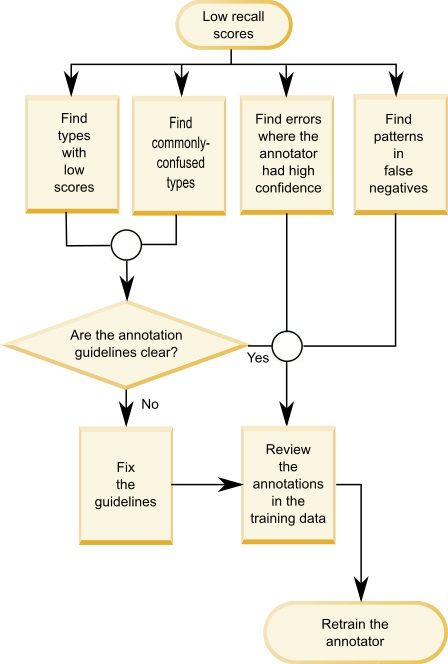 Low recall
scores
Find
types
with
low
scores
Find
commonly-
confused
types
Find errors
where the
annotator
had high
confidence
Find
patterns
in
false
negatives
Are the annotation
guidelines clear?
Yes
No
Fix
the
guidelines
Review
the
annotations
in the
training data
Retrain the
annotator